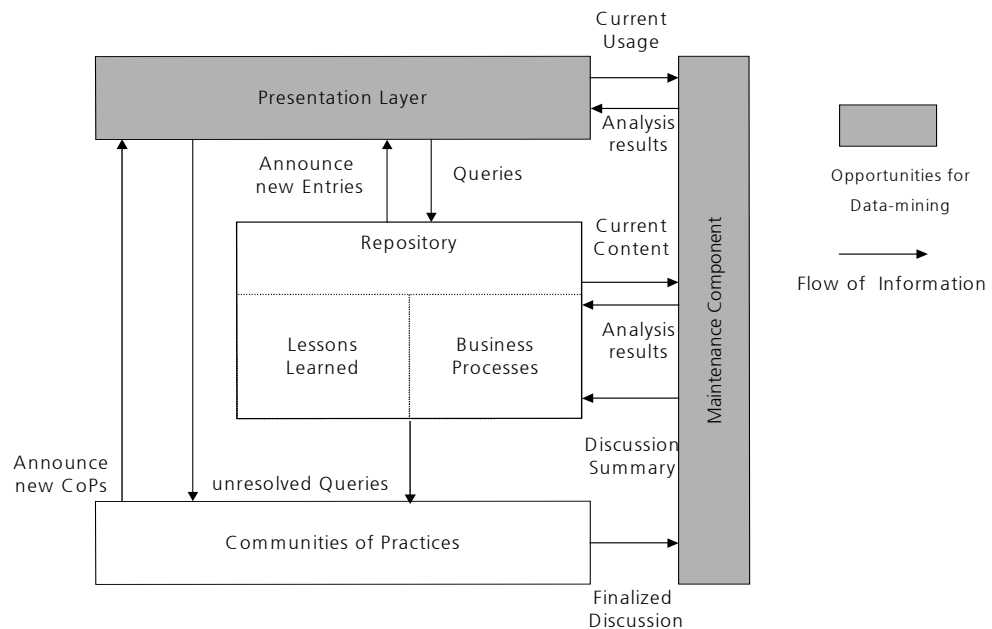 Current
Usage
Presentation Layer
Analysis
results
Announce
new Entries
Queries
Opportunities for
Data-mining
Repository
Current
Content
Flow of Information
Lessons
Learned
Business
Processes
Analysis
results
Maintenance Component
Discussion
Summary
Announce
new CoPs
unresolved Queries
Communities of Practices
Finalized
Discussion